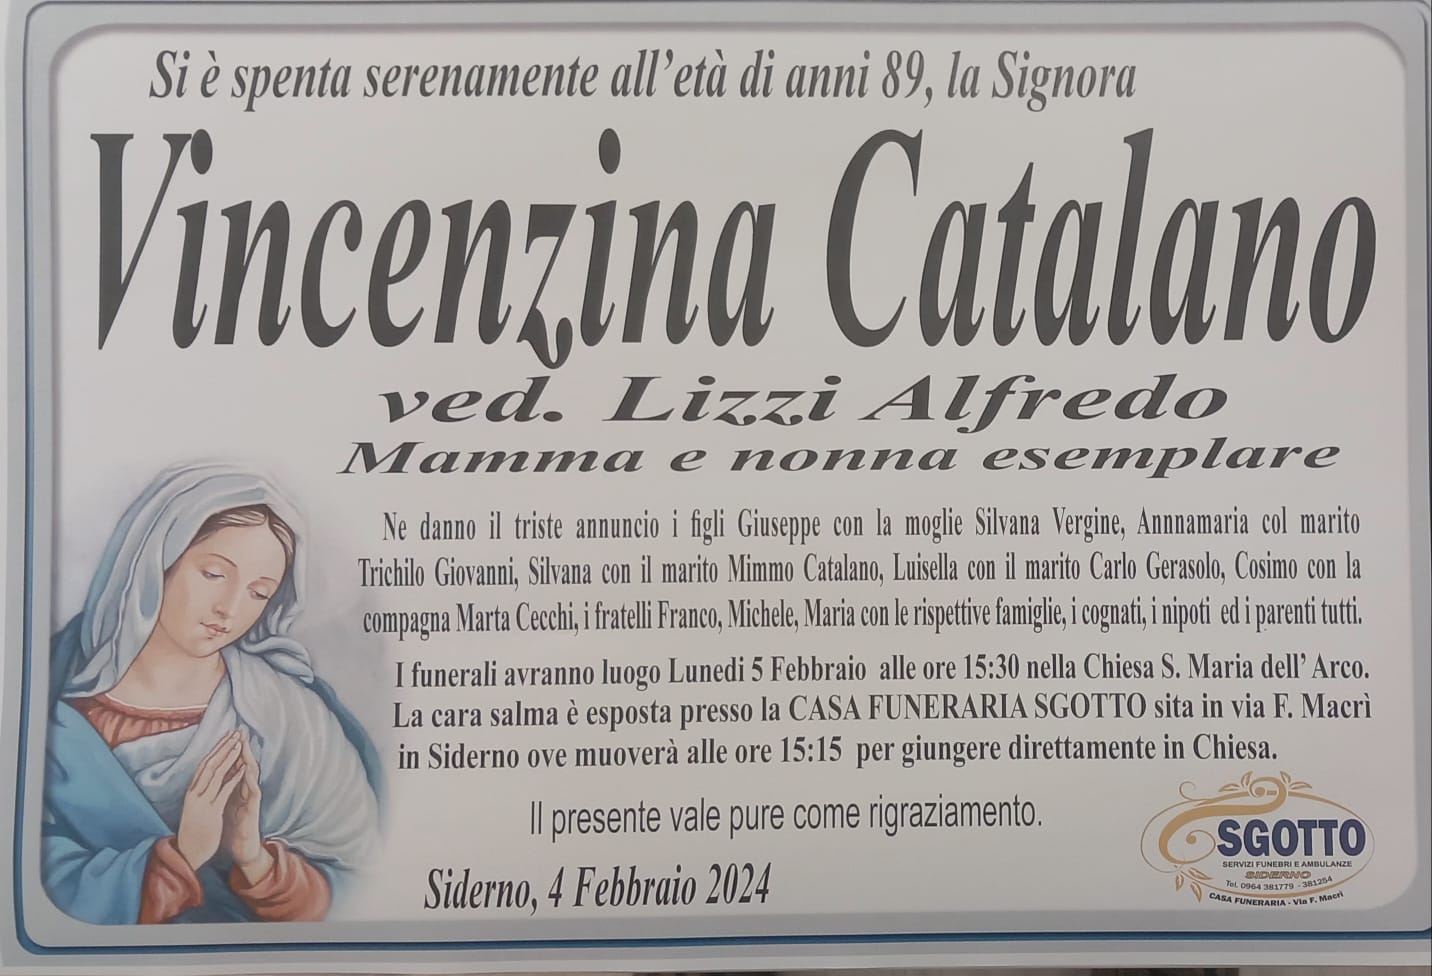 Si è spenta serenamente all'età di anni 89, la Signora
Vincenzina Catalano
ved. Lizzi Alfredo
Mamma e nonna esemplare
Ne danno il triste annuncio i figli Giuseppe con la moglie Silvana Vergine, Annnamaria col marito
Trichilo Giovanni, Silvana con il marito Mimmo Catalano, Luisella con il marito Carlo Gerasolo, Cosimo con la
compagna Marta Cecchi, i fratelli Franco, Michele, Maria con le rispettive famiglie, i cognati, i nipoti ed i parenti tutti.
I funerali avranno luogo Lunedi 5 Febbraio alle ore 15:30 nella Chiesa S. Maria dell' Arco.
La cara salma è esposta presso la CASA FUNERARIA SGOTTO sita in via F. Macrì
in Siderno ove muoverà alle ore 15:15 per giungere direttamente in Chiesa.
Il presente vale pure come rigraziamento.
Siderno, 4 Febbraio 2024
SGOTTO
SERVIZI FUNEBRI E AMBULANZE
SIDERNO
Tel. 0964 381779 - 381254
CASA FUNERARIA - Via F. Macrì